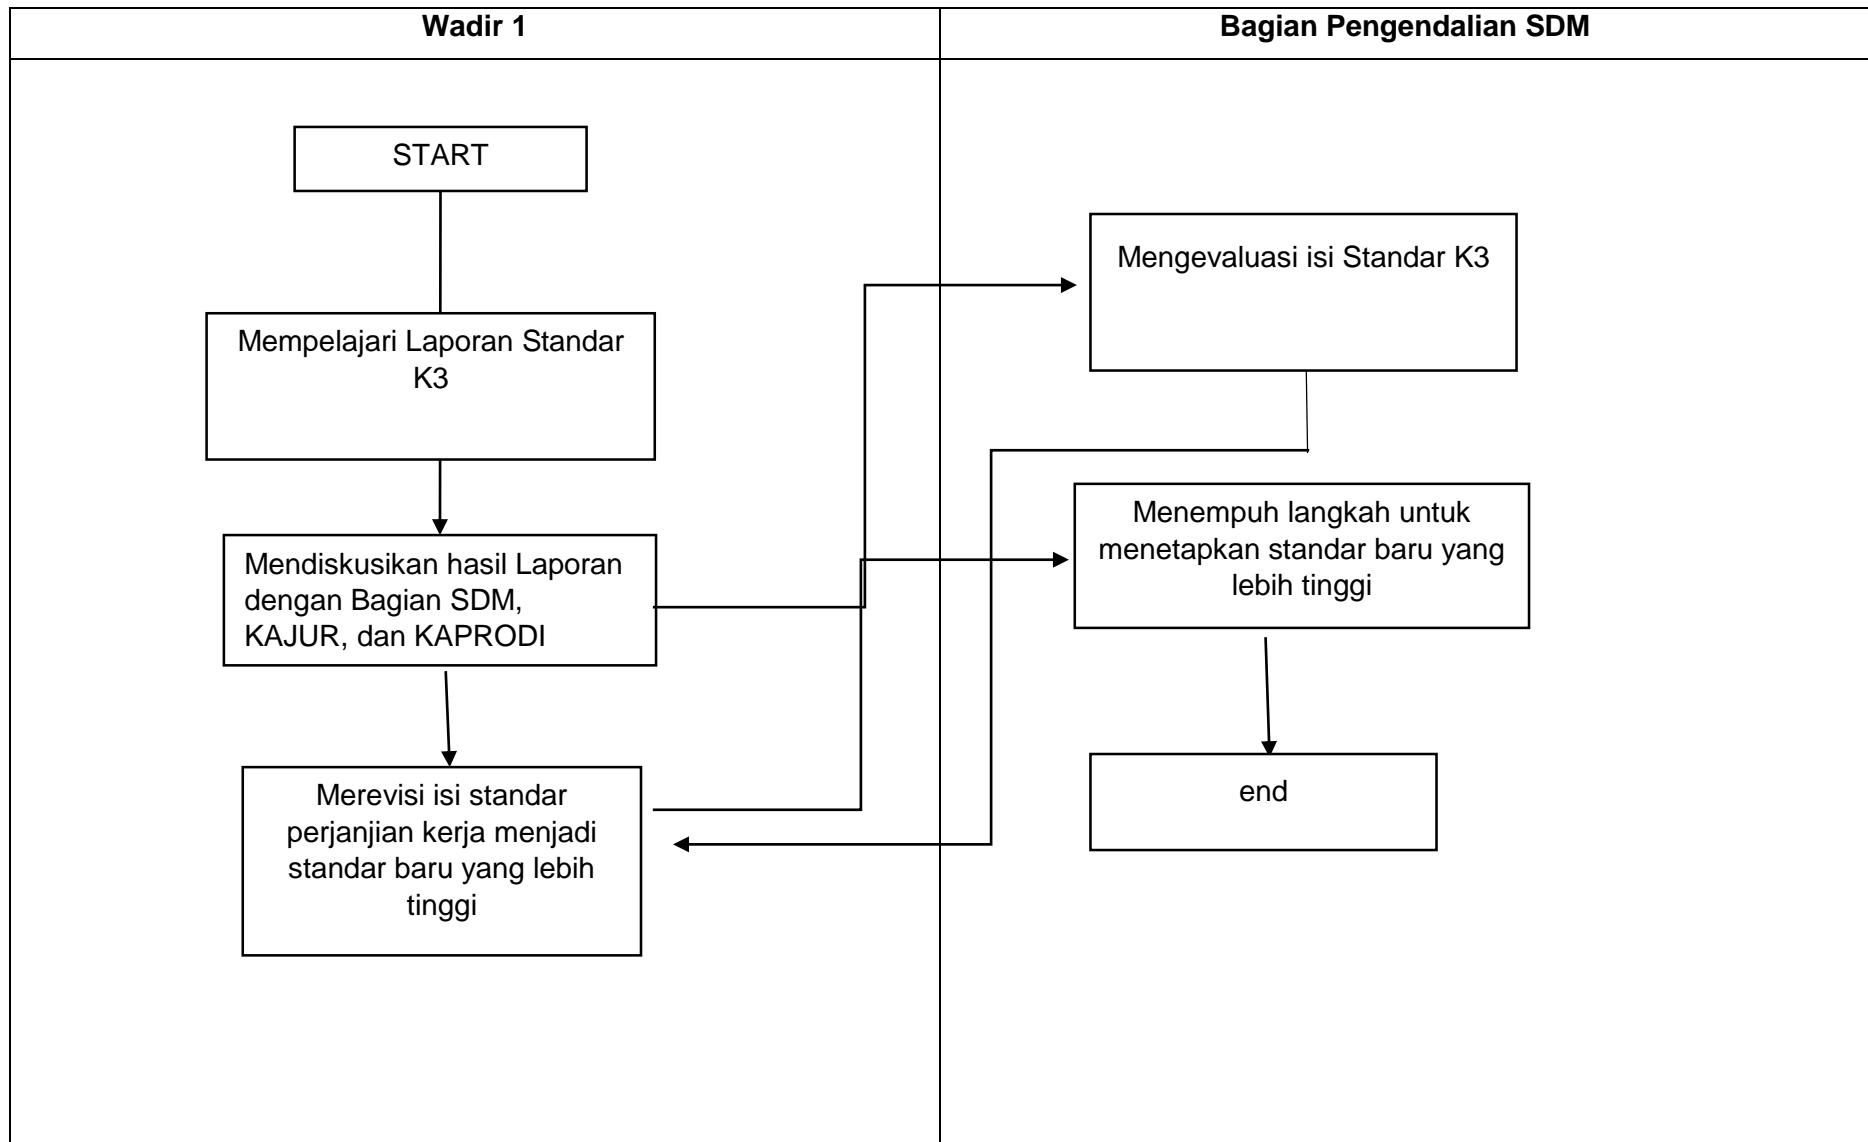 Wadir 1
Bagian Pengendalian SDM
START
Mempelajari Laporan Standar
K3
Mendiskusikan hasil Laporan
dengan Bagian SDM,
KAJUR, dan KAPRODI
Merevisi isi standar
perjanjian kerja menjadi
standar baru yang lebih
tinggi
Mengevaluasi isi Standar K3
Menempuh langkah untuk
menetapkan standar baru yang
lebih tinggi
end